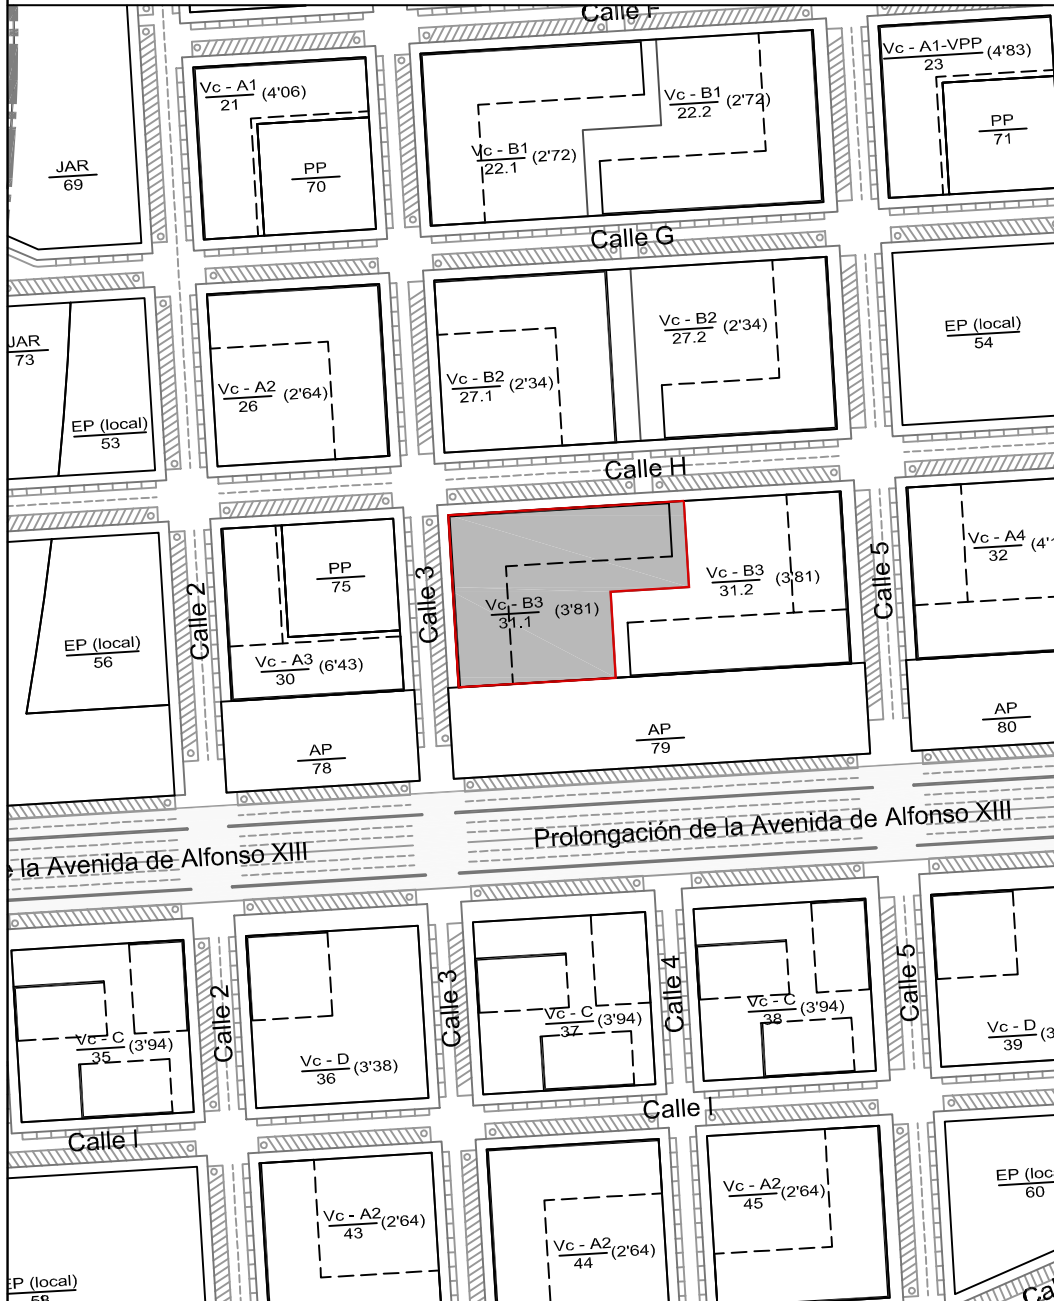 Calle F
Vc - A1
21
(4'06)
PP
70
JAR
69
Vc - B1
22.1
(2'72)
Vc - B1
22.2
(2'72)
Vc - A1-VPP
23
(4'83)
PP
71
Calle G
JAR
73
EP (local)
53
Vc - A2
26
(2'64)
Vc - B2
27.1
(2'34)
Vc - B2
27.2
(2'34)
EP (local)
54
Calle H
EP (local)
56
Calle 2
PP
75
Vc - A3
30
(6'43)
Calle 3
Vc - B3
31.1
(3'81)
Vc - B3
31.2
(3'81)
Calle 5
Vc - A4
32
AP
78
AP
79
AP
80
la Avenida de Alfonso XIII
Prolongación de la Avenida de Alfonso XIII
Vc - C
35
(3'94)
Calle 2
Vc - D
36
(3'38)
Calle 3
Vc - C
37
(3'94)
Calle 4
Vc - C
38
(3'94)
Calle 5
Vc - D
39
Calle I
Calle I
Vc - A2
43
(2'64)
Vc - A2
44
(2'64)
Vc - A2
45
(2'64)
60
EP (local)
58